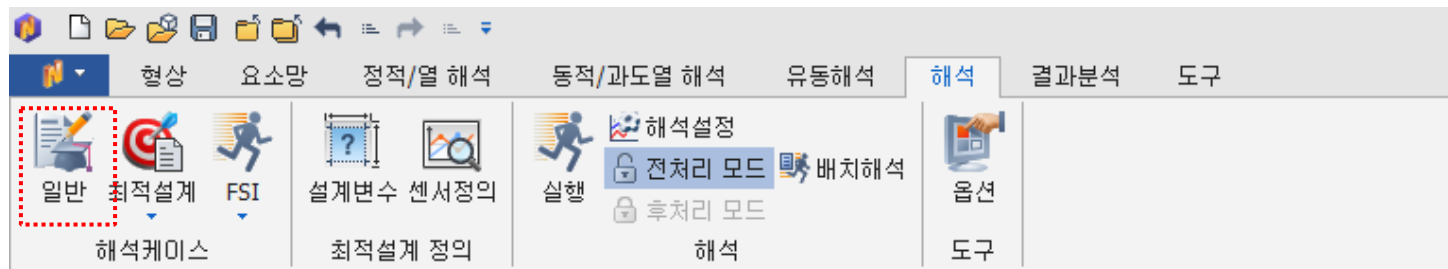 형상 요소망 정적/열 해석 동적/과도열 해석 유동해석 해석 결과분석 도구
일반 최적설계 FSI
해석케이스
설계변수 센서정의
최적설계 정의
실행
해석설정
전처리 모드
후처리 모드
배치해석
해석
옵션
도구